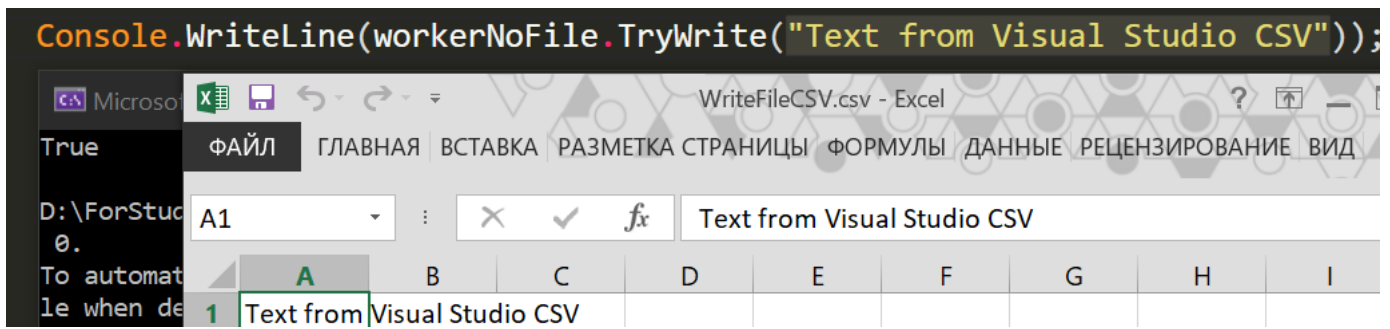 Console.WriteLine(workerNoFile.TryWrite("Text from Visual Studio CSV"));
Microsof
WriteFileCSV.csv - Excel
True
ФАЙЛ ГЛАВНАЯ ВСТАВКА РАЗМЕТКА СТРАНИЦЫ ФОРМУЛЫ ДАННЫЕ РЕЦЕНЗИРОВАНИЕ ВИД
D:\ForStud
A1 fx Text from Visual Studio CSV
0.
To automat
A B C D E F G H I
le when de
1 Text from Visual Studio CSV